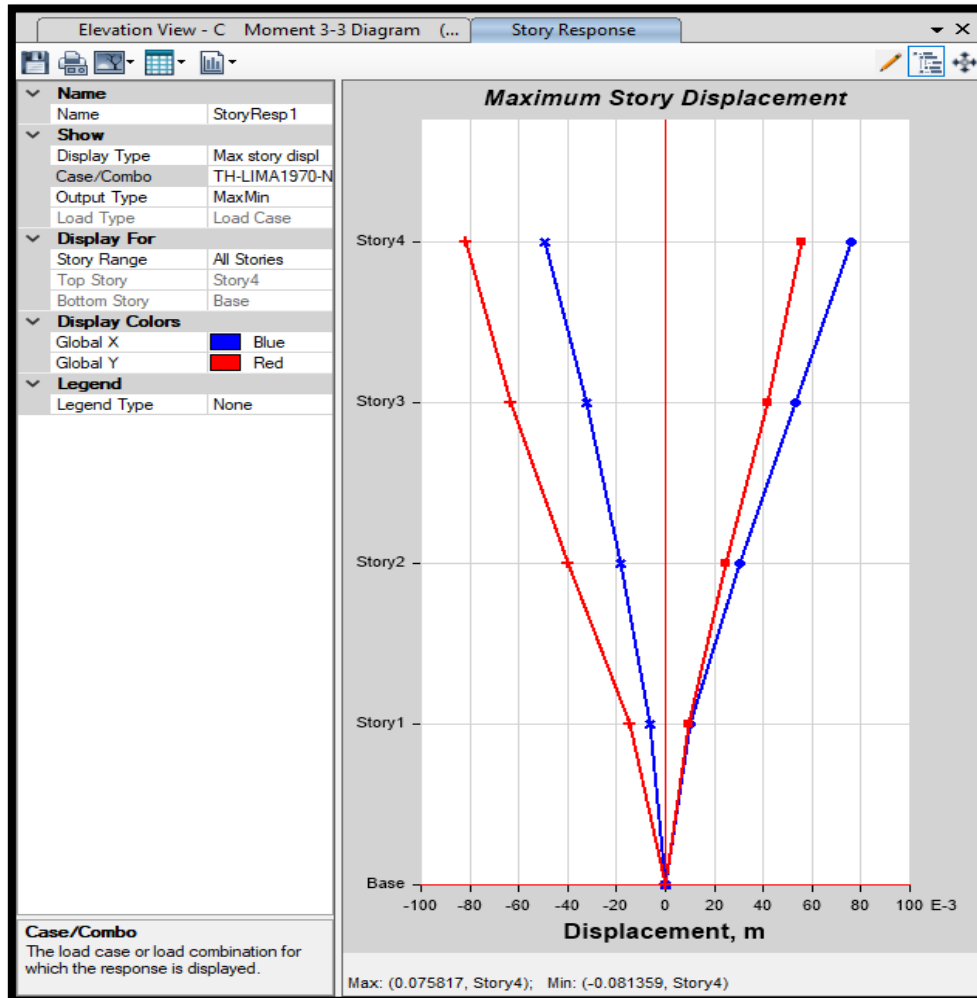 Elevation View - C Moment 3-3 Diagram (...
Story Response
Name
Name StoryResp1
Show
Display Type Max story displ
Case/Combo TH-LIMA1970-N
Output Type MaxMin
Load Type Load Case
Display For
Story Range All Stories
Top Story Story4
Bottom Story Base
Display Colors
Global X Blue
Global Y Red
Legend
Legend Type None
Case/Combo
The load case or load combination for
which the response is displayed.
Maximum Story Displacement
Story4
Story3
Story2
Story1
Base
-100 -80 -60 -40 -20 0 20 40 60 80 100 E-3
Displacement, m
Max: (0.075817, Story4); Min: (-0.081359, Story4)